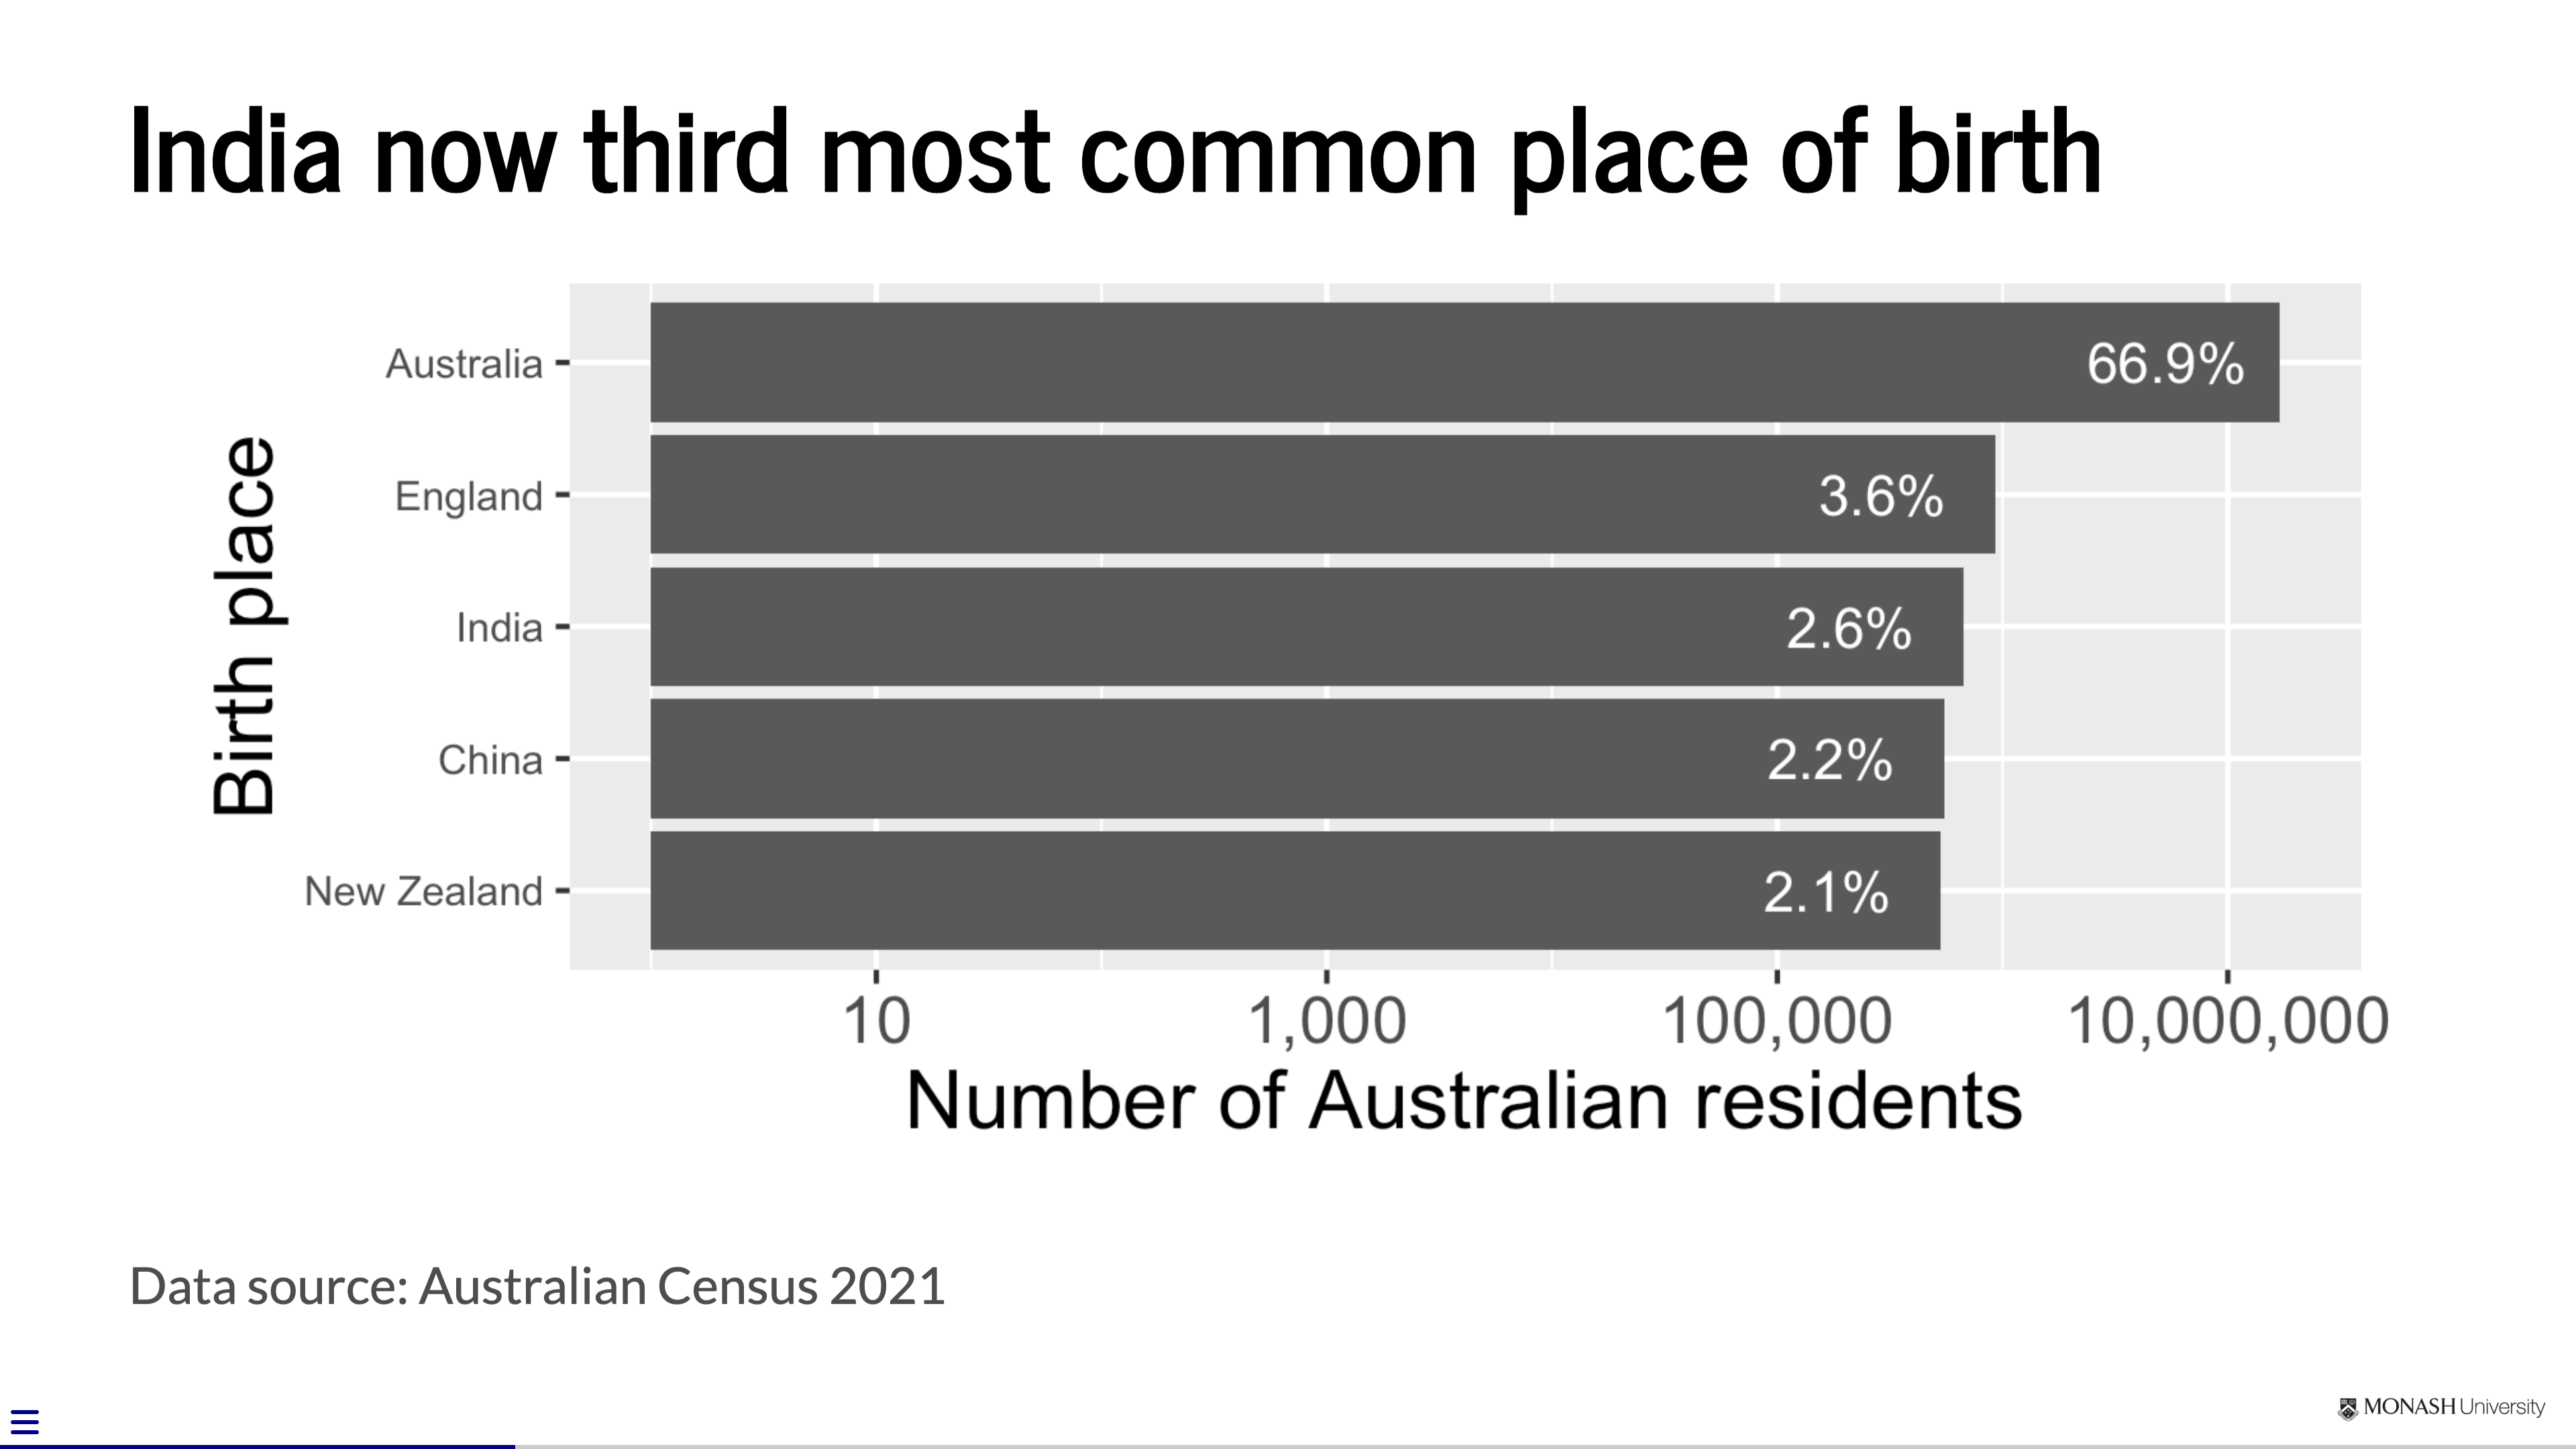 India now third most common place of birth
Birth place
Australia
66.9%
England
3.6%
India
2.6%
China
2.2%
New Zealand
2.1%
10
1,000
100,000
10,000,000
Number of Australian residents
Data source: Australian Census 2021
MONASH University